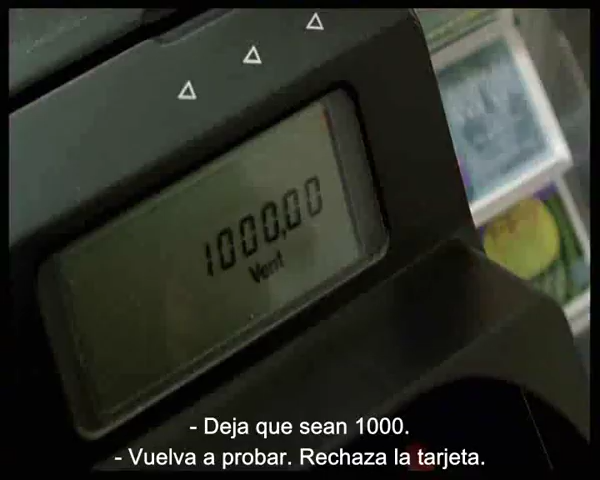 1000,00
Vent
- Deja que sean 1000.
- Vuelva a probar. Rechaza la tarjeta.